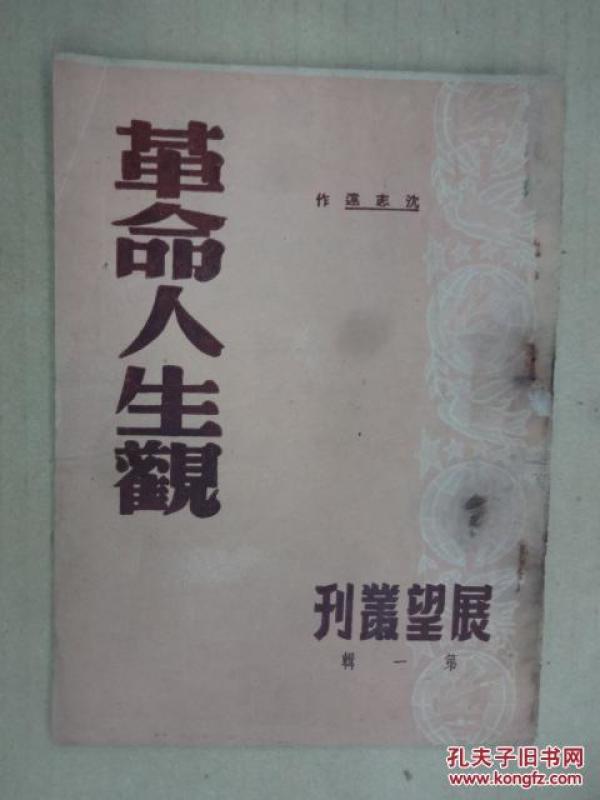 革命人生觀
沈志遠作
展望叢刊
第一輯
孔夫子旧书网
www.kongfz.com